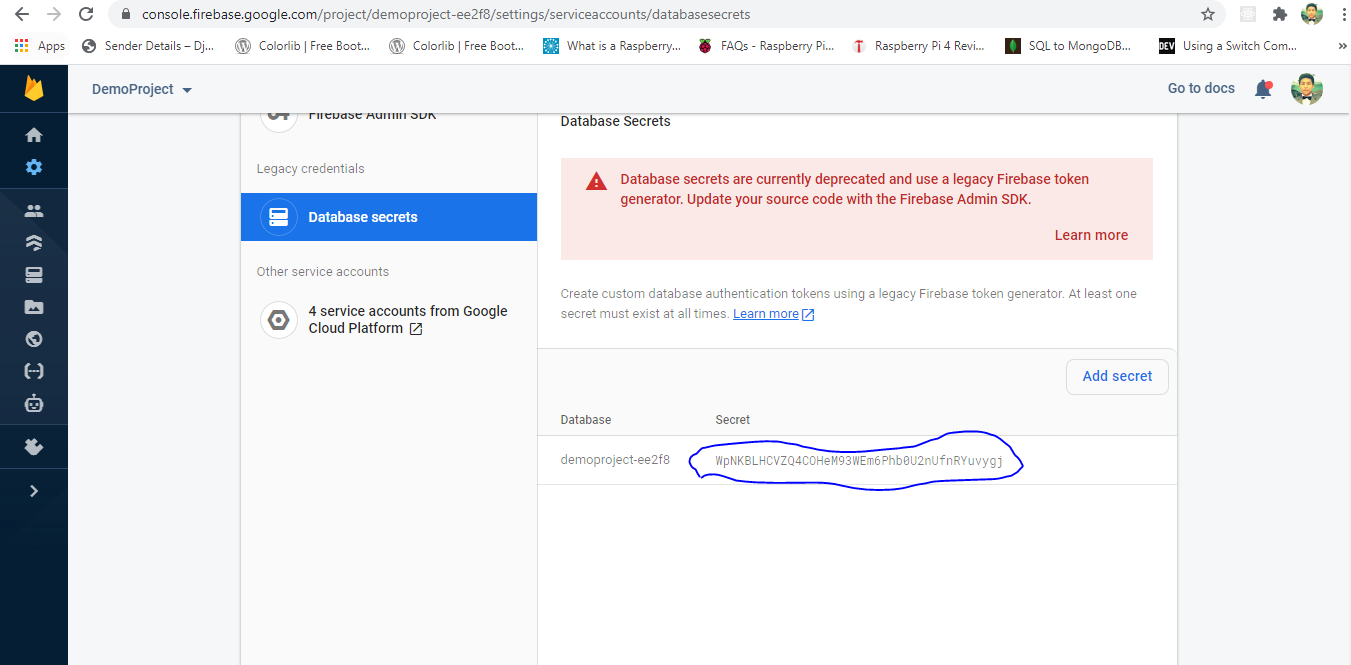 console.firebase.google.com/project/demoproject-ee2f8/settings/serviceaccounts/databasesecrets
Apps
Sender Details – Dj...
Colorlib | Free Boot...
Colorlib | Free Boot...
What is a Raspberry...
FAQs - Raspberry Pi...
Raspberry Pi 4 Revi...
SQL to MongoDB...
DEV
Using a Switch Com...
»
DemoProject
Go to docs
Firebase Admin SDK
Legacy credentials
Database secrets
Other service accounts
4 service accounts from Google
Cloud Platform
Database Secrets
Database secrets are currently deprecated and use a legacy Firebase token
generator. Update your source code with the Firebase Admin SDK.
Learn more
Create custom database authentication tokens using a legacy Firebase token generator. At least one
secret must exist at all times. Learn more
Add secret
Database Secret
demoproject-ee2f8 WpNKBLHCVZQ4COHeM93WEm6Phb0U2nUfnRYuvygj